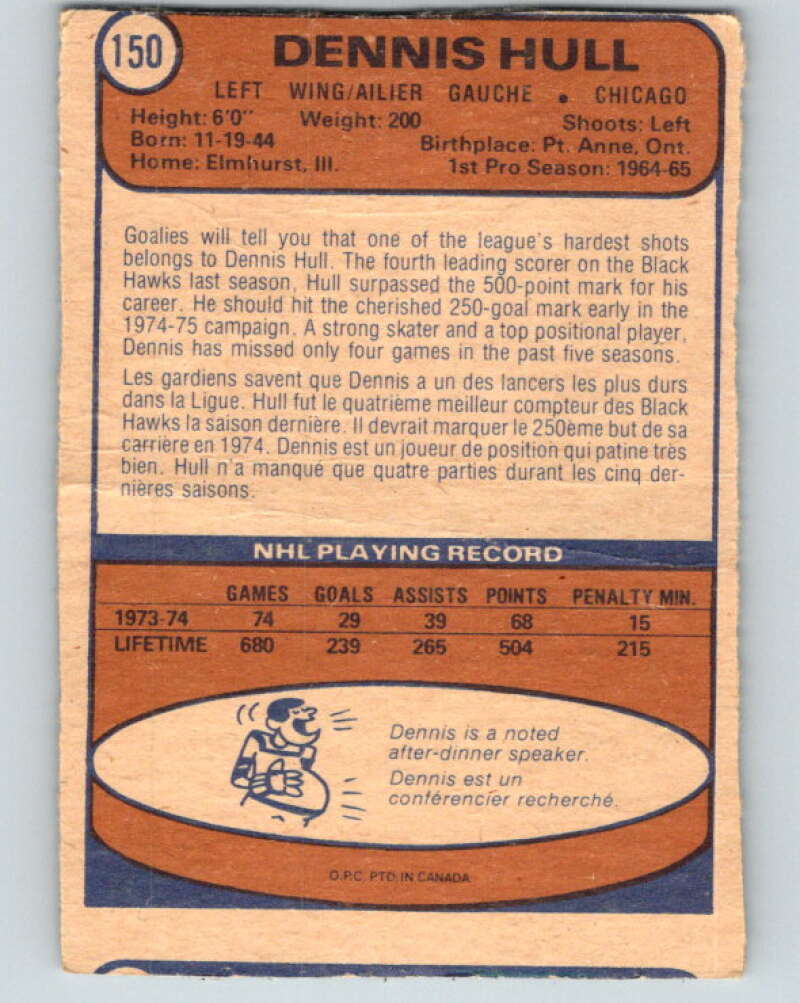 150
DENNIS HULL
LEFT WING/AILIER GAUCHE • CHICAGO
Height: 6'0" Weight: 200 Shoots: Left
Born: 11-19-44 Birthplace: Pt. Anne, Ont.
Home: Elmhurst, Ill. 1st Pro Season: 1964-65
Goalies will tell you that one of the league's hardest shots
belongs to Dennis Hull. The fourth leading scorer on the Black
Hawks last season, Hull surpassed the 500-point mark for his
career. He should hit the cherished 250-goal mark early in the
1974-75 campaign. A strong skater and a top positional player,
Dennis has missed only four games in the past five seasons.
Les gardiens savent que Dennis a un des lancers les plus durs
dans la Ligue. Hull fut le quatrième meilleur compteur des Black
Hawks la saison dernière. Il devrait marquer le 250ème but de sa
carrière en 1974. Dennis est un joueur de position qui patine très
bien. Hull n'a manqué que quatre parties durant les cinq der-
nières saisons.
NHL PLAYING RECORD
GAMES GOALS ASSISTS POINTS PENALTY MIN.
1973-74 74 29 39 68 15
LIFETIME 680 239 265 504 215
Dennis is a noted
after-dinner speaker.
Dennis est un
conférencier recherché.
O.P.C. PTD. IN CANADA